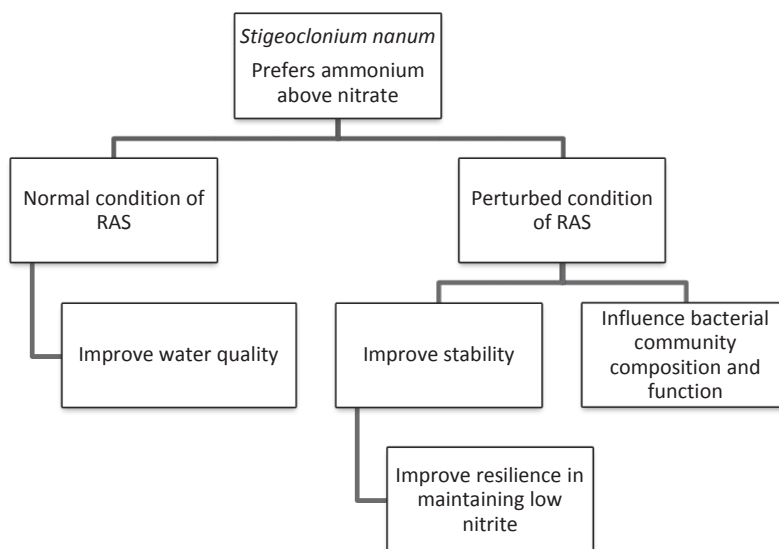 Stigeoclonium nanum
Prefers ammonium
above nitrate
Normal condition of
RAS
Perturbed condition
of RAS
Improve water quality
Improve stability
Influence bacterial
community
composition and
function
Improve resilience in
maintaining low
nitrite